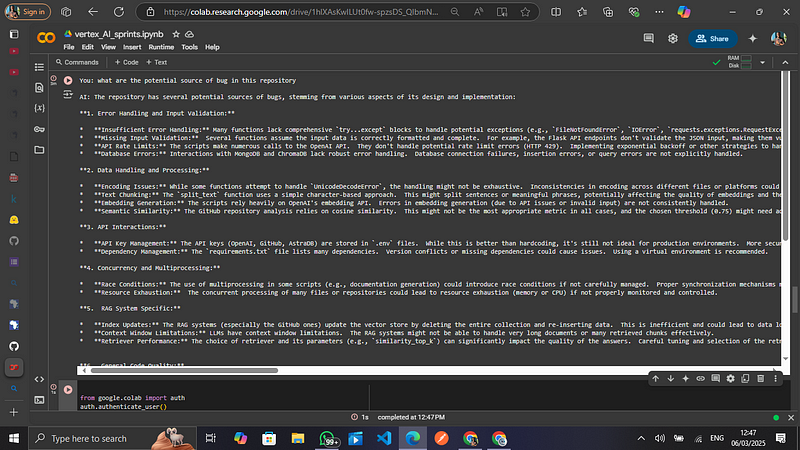 Sign in
https://colab.research.google.com/drive/1hlXAsKwlLUt0fw-spzsDS_QIbmN...
vertex_AI_sprints.ipynb
File Edit View Insert Runtime Tools Help
Share
RAM
Disk
Commands + Code + Text
You: what are the potential source of bug in this repository
AI: The repository has several potential sources of bugs, stemming from various aspects of its design and implementation:
**1. Error Handling and Input Validation:**
* **Insufficient Error Handling:** Many functions lack comprehensive `try...except` blocks to handle potential exceptions (e.g., `FileNotFoundError`, `IOError`, `requests.exceptions.RequestExce
* **Missing Input Validation:** Several functions assume the input data is correctly formatted and complete. For example, the Flask API endpoints don't validate the JSON input, making them vu
* **API Rate Limits:** The scripts make numerous calls to the OpenAI API. They don't handle potential rate limit errors (HTTP 429). Implementing exponential backoff or other strategies to han
* **Database Errors:** Interactions with MongoDB and ChromaDB lack robust error handling. Database connection failures, insertion errors, or query errors are not explicitly handled.
**2. Data Handling and Processing:**
* **Encoding Issues:** While some functions attempt to handle `UnicodeDecodeError`, the handling might not be exhaustive. Inconsistencies in encoding across different files or platforms could
* **Text Chunking:** The `split_text` function uses a simple character-based approach. This might split sentences or meaningful phrases, potentially affecting the quality of embeddings and the
* **Embedding Generation:** The scripts rely heavily on OpenAI's embedding API. Errors in embedding generation (due to API issues or invalid input) are not consistently handled.
* **Semantic Similarity:** The GitHub repository analysis relies on cosine similarity. This might not be the most appropriate metric in all cases, and the chosen threshold (0.75) might need ad
**3. API Interactions:**
* **API Key Management:** The API keys (OpenAI, GitHub, AstraDB) are stored in `.env` files. While this is better than hardcoding, it's still not ideal for production environments. More secur
* **Dependency Management:** The `requirements.txt` file lists many dependencies. Version conflicts or missing dependencies could cause issues. Using a virtual environment is recommended.
**4. Concurrency and Multiprocessing:**
* **Race Conditions:** The use of multiprocessing in some scripts (e.g., documentation generation) could introduce race conditions if not carefully managed. Proper synchronization mechanisms n
* **Resource Exhaustion:** The concurrent processing of many files or repositories could lead to resource exhaustion (memory or CPU) if not properly monitored and controlled.
**5. RAG System Specific:**
* **Index Updates:** The RAG systems (especially the GitHub ones) update the vector store by deleting the entire collection and re-inserting data. This is inefficient and could lead to data lo
* **Context Window Limitations:** LLMs have context window limitations. The RAG systems might not be able to handle very long documents or many retrieved chunks effectively.
* **Retriever Performance:** The choice of retriever and its parameters (e.g., `similarity_top_k`) can significantly impact the quality of the answers. Careful tuning and selection of the retr
**6. General Code Quality:**
from google.colab import auth
auth.authenticate_user()
1s completed at 12:47PM
Type here to search
99+
ENG
12:47
06/03/2025